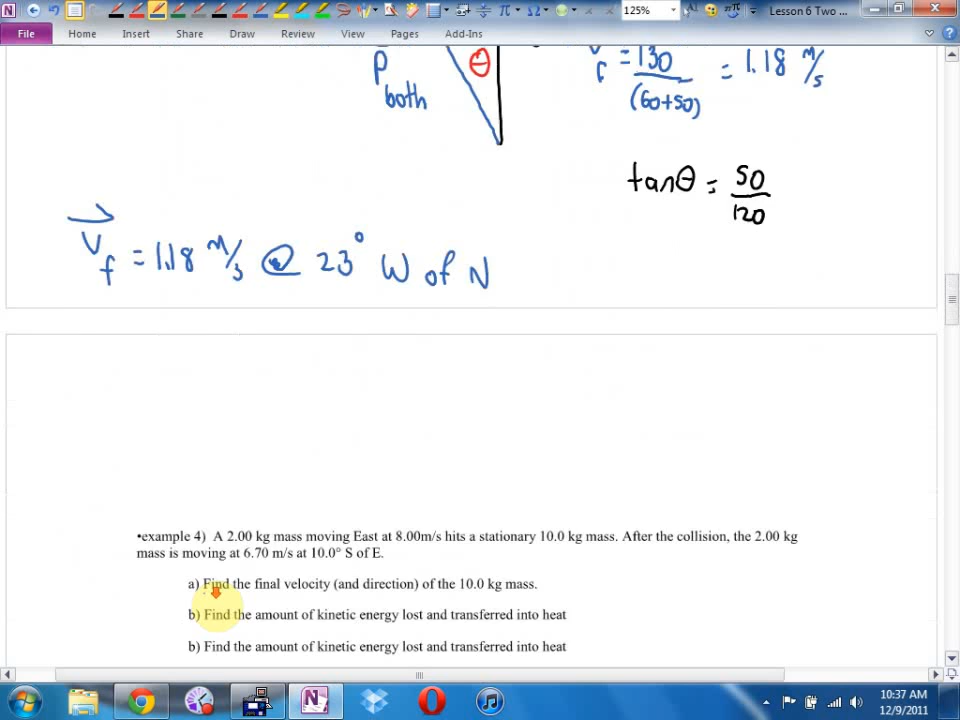 125%
Lesson 6 Two ...
File Home Insert Share Draw Review View Pages Add-Ins
P both
θ
v f = 130 / (60+50) = 1.18 m/s
tanθ = 50 / 120
v f = 1.18 m/s @ 23° W of N
•example 4) A 2.00 kg mass moving East at 8.00m/s hits a stationary 10.0 kg mass. After the collision, the 2.00 kg
mass is moving at 6.70 m/s at 10.0° S of E.
a) Find the final velocity (and direction) of the 10.0 kg mass.
b) Find the amount of kinetic energy lost and transferred into heat
b) Find the amount of kinetic energy lost and transferred into heat
10:37 AM
12/9/2011